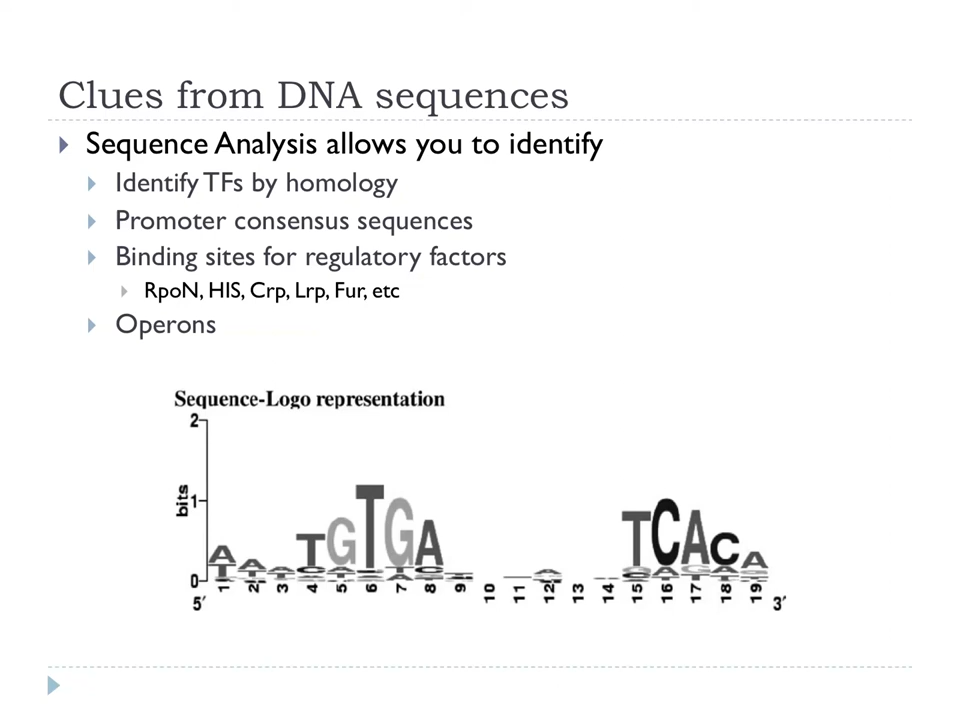 Clues from DNA sequences
Sequence Analysis allows you to identify
Identify TFs by homology
Promoter consensus sequences
Binding sites for regulatory factors
RpoN, HIS, Crp, Lrp, Fur, etc
Operons
Sequence-Logo representation
2
bits
1
0
A T G T G A T C A C A
1 2 3 4 5 6 7 8 9 10 11 12 13 14 15 16 17 18 19
5′ 3′